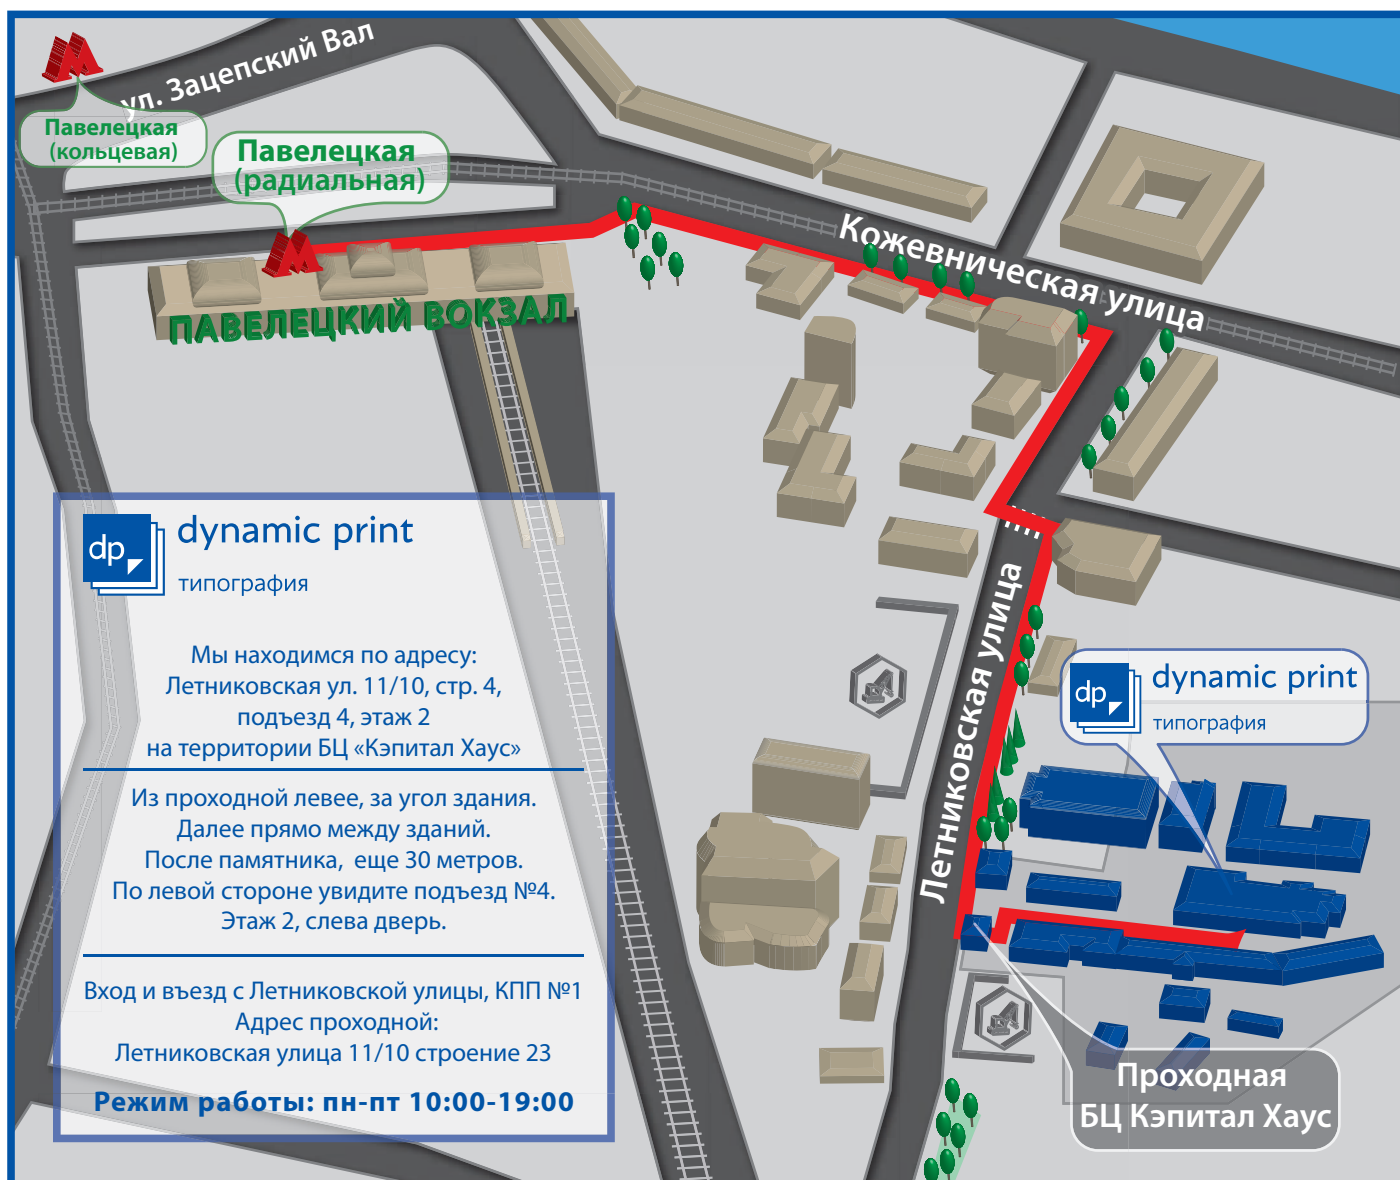 ул. Зацепский Вал
Павелецкая
(кольцевая)
Павелецкая
(радиальная)
ПАВЕЛЕЦКИЙ ВОКЗАЛ
Кожевническая улица
Летниковская улица
dp
dynamic print
типография
Мы находимся по адресу:
Летниковская ул. 11/10, стр. 4,
подъезд 4, этаж 2
на территории БЦ «Кэпитал Хаус»
Из проходной левее, за угол здания.
Далее прямо между зданий.
После памятника, еще 30 метров.
По левой стороне увидите подъезд №4.
Этаж 2, слева дверь.
Вход и въезд с Летниковской улицы, КПП №1
Адрес проходной:
Летниковская улица 11/10 строение 23
Режим работы: пн-пт 10:00-19:00
dp
dynamic print
типография
Проходная
БЦ Кэпитал Хаус